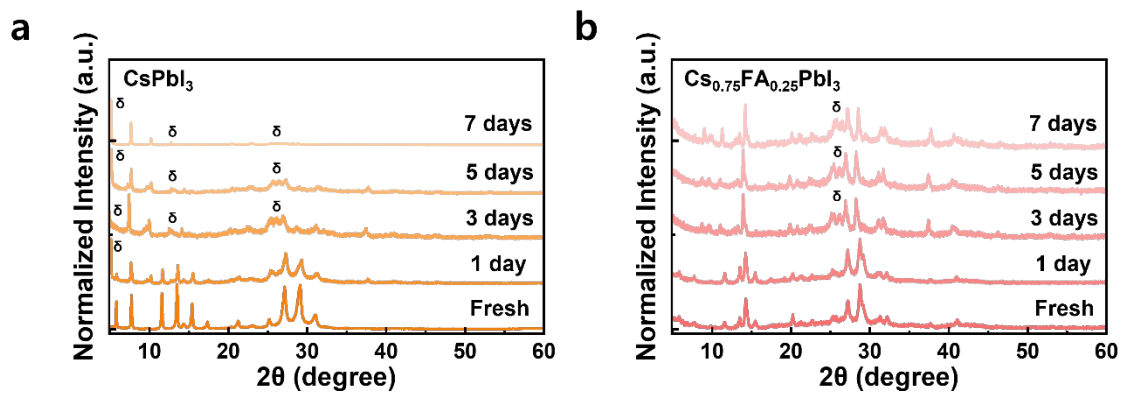 a
Normalized Intensity (a.u.)
CsPbI₃
δ
δ
δ
7 days
δ
δ
δ
5 days
δ
δ
δ
3 days
δ
1 day
Fresh
10
20
30
40
50
60
2θ (degree)
b
Normalized Intensity (a.u.)
Cs₀.₇₅FA₀.₂₅PbI₃
δ
7 days
δ
5 days
δ
3 days
1 day
Fresh
10
20
30
40
50
60
2θ (degree)